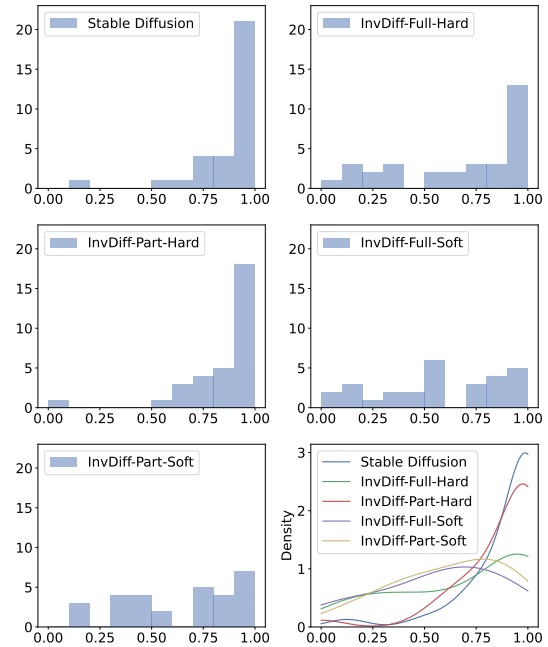 Stable Diffusion
20
15
10
5
0
0.00 0.25 0.50 0.75 1.00
InvDiff-Full-Hard
20
15
10
5
0
0.00 0.25 0.50 0.75 1.00
InvDiff-Part-Hard
20
15
10
5
0
0.00 0.25 0.50 0.75 1.00
InvDiff-Full-Soft
20
15
10
5
0
0.00 0.25 0.50 0.75 1.00
InvDiff-Part-Soft
20
15
10
5
0
0.00 0.25 0.50 0.75 1.00
Stable Diffusion
InvDiff-Full-Hard
InvDiff-Part-Hard
InvDiff-Full-Soft
InvDiff-Part-Soft
Density
3
2
1
0
0.00 0.25 0.50 0.75 1.00